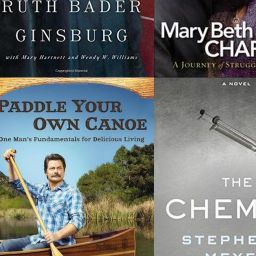 RUTH BADER
GINSBURG
with Mary Hartnett and Wendy W. Williams
Mary Beth
CHAP
A JOURNEY OF STRUGG
PADDLE YOUR
OWN CANOE
One Man's Fundamentals for Delicious Living
A NOVEL
THE
CHEM
STEPHE
MEYE